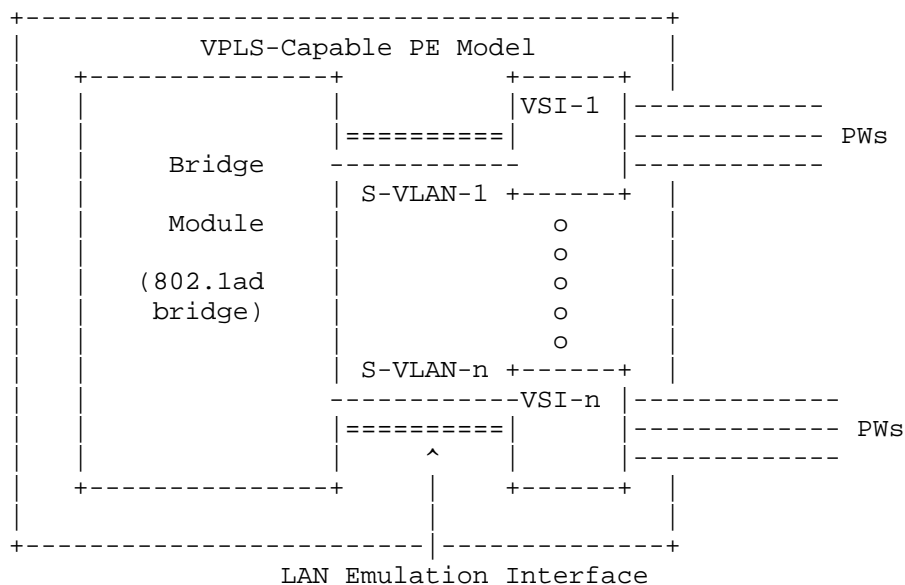 VPLS-Capable PE Model
VSI-1
PWs
Bridge
S-VLAN-1
Module
(802.1ad
bridge)
S-VLAN-n
VSI-n
PWs
LAN Emulation Interface